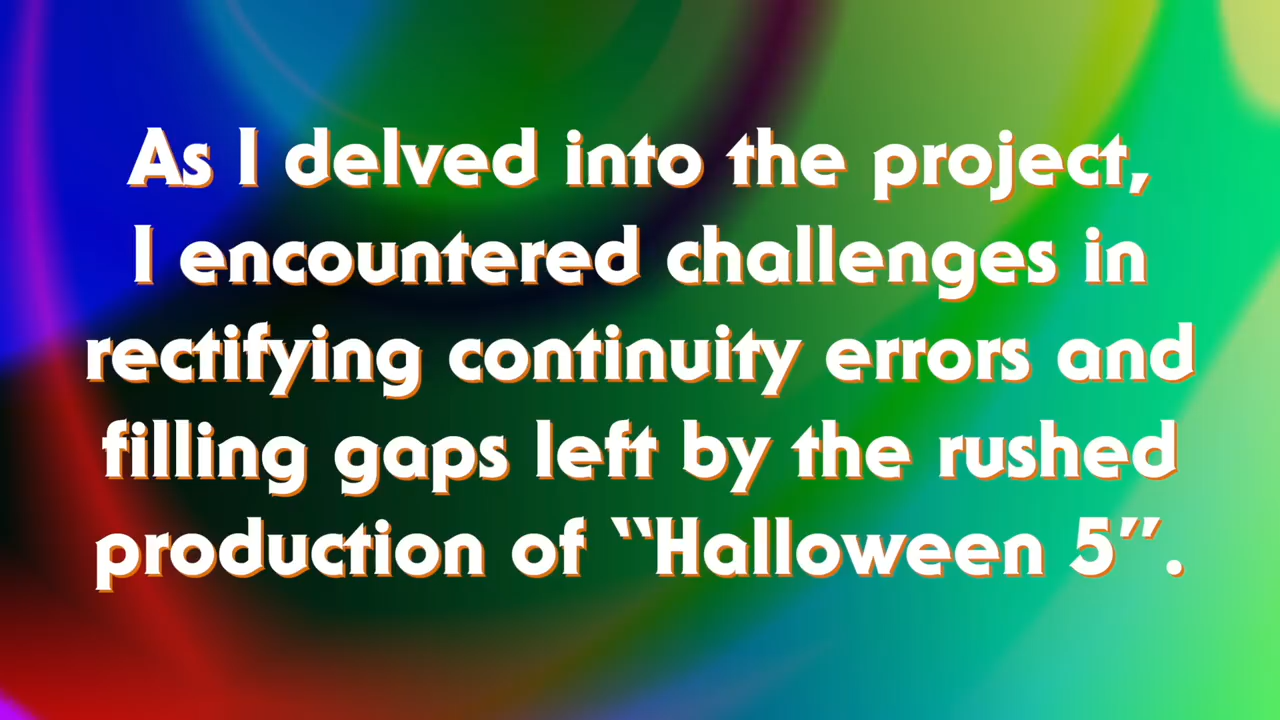 As I delved into the project,
I encountered challenges in
rectifying continuity errors and
filling gaps left by the rushed
production of “Halloween 5”.